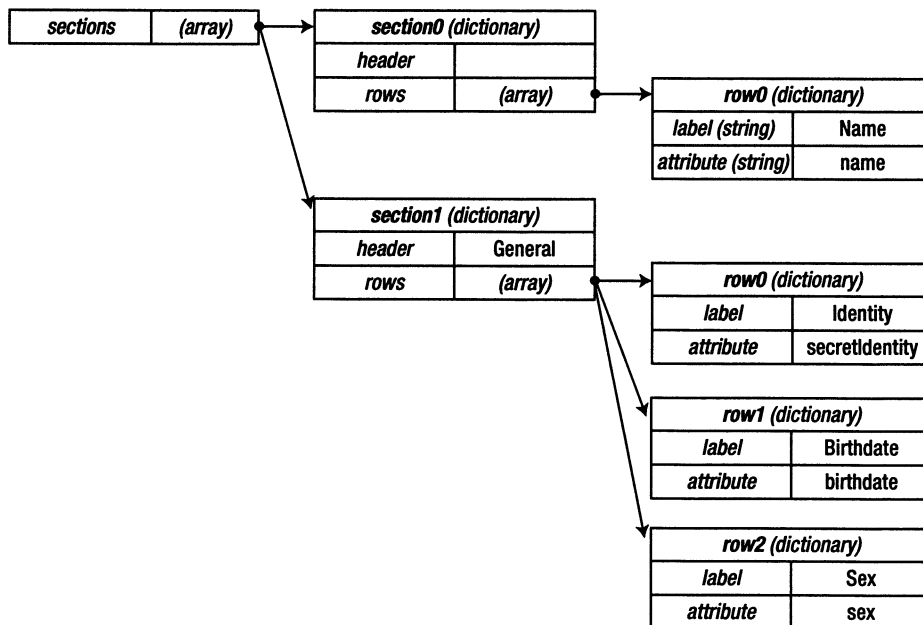 sections (array)
section0 (dictionary)
header
rows (array)
row0 (dictionary)
label (string) Name
attribute (string) name
section1 (dictionary)
header General
rows (array)
row0 (dictionary)
label Identity
attribute secretIdentity
row1 (dictionary)
label Birthdate
attribute birthdate
row2 (dictionary)
label Sex
attribute sex